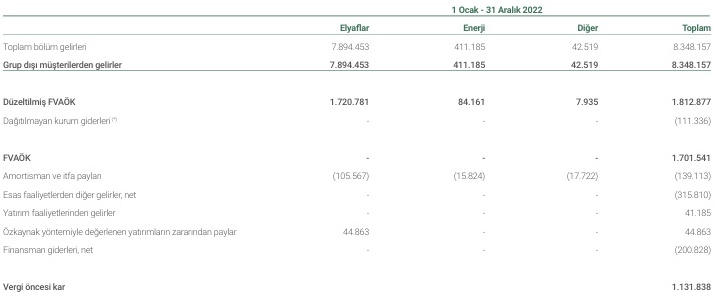 1 Ocak - 31 Aralık 2022
Elyaflar Enerji Diğer Toplam
Toplam bölüm gelirleri 7.894.453 411.185 42.519 8.348.157
Grup dışı müşterilerden gelirler 7.894.453 411.185 42.519 8.348.157
Düzeltilmiş FVAÖK 1.720.781 84.161 7.935 1.812.877
Dağıtılmayan kurum giderleri (*) - - - (111.336)
FVAÖK - - - 1.701.541
Amortisman ve itfa payları (105.567) (15.824) (17.722) (139.113)
Esas faaliyetlerden diğer gelirler, net - - - (315.810)
Yatırım faaliyetlerinden gelirler - - - 41.185
Özkaynak yöntemiyle değerlenen yatırımların zararından paylar 44.863 - - 44.863
Finansman giderleri, net - - - (200.828)
Vergi öncesi kar 1.131.838